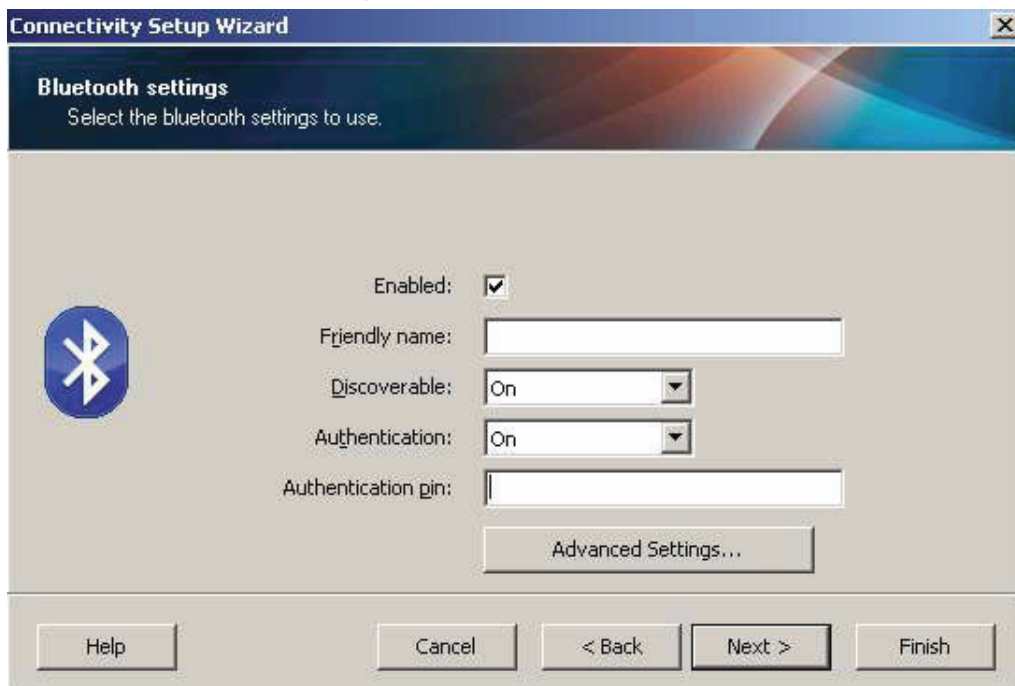 Connectivity Setup Wizard
Bluetooth settings
Select the bluetooth settings to use.
Enabled:
Friendly name:
Discoverable: On
Authentication: On
Authentication pin:
Advanced Settings...
Help Cancel < Back Next > Finish